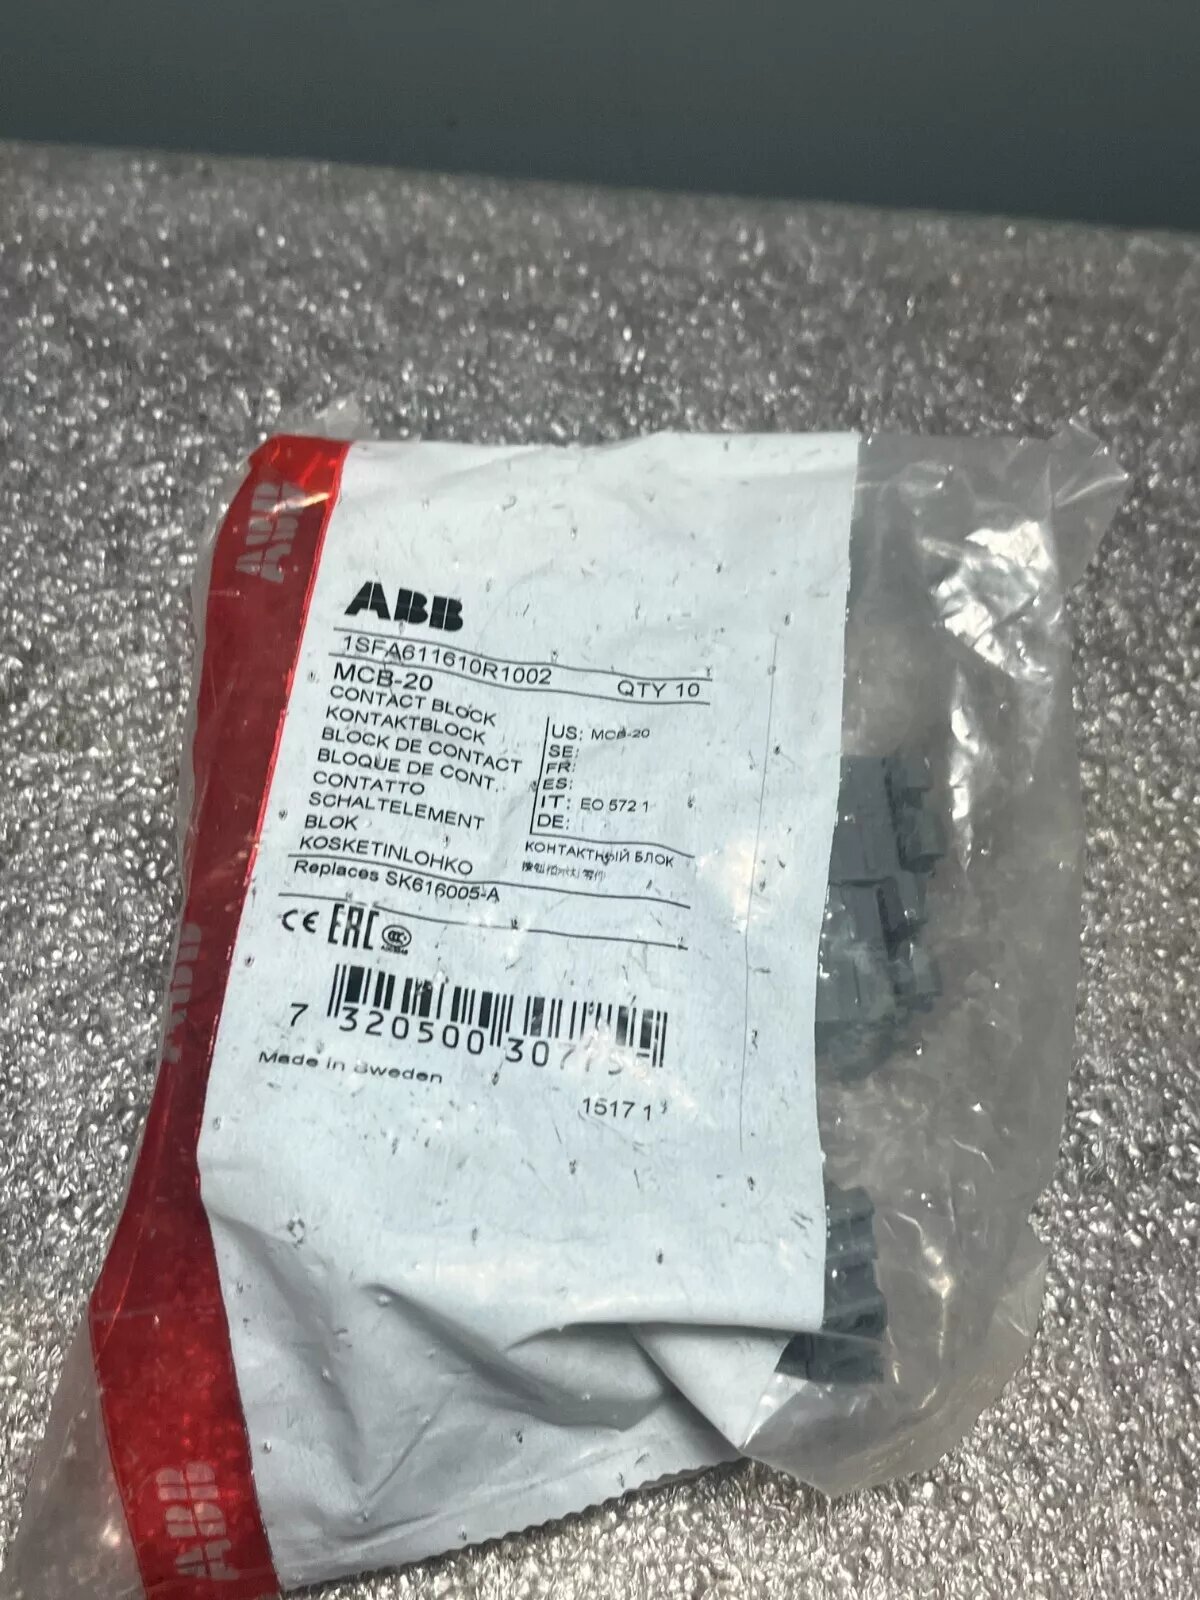 ABB
ABB
1SFA611610R1002 QTY 10
MCB-20
CONTACT BLOCK
KONTAKTBLOCK
BLOCK DE CONTACT
BLOQUE DE CONT.
CONTATTO
SCHALTELEMENT
BLOK
KOSKETINLOHKO
US: MCB-20
SE:
FR:
ES:
IT: EO 572 1
DE:
КОНТАКТНЫЙ БЛОК
Replaces SK616005-A
CE EAC CCC
7 320500
Made in Sweden
1517 1
ABB
ABB